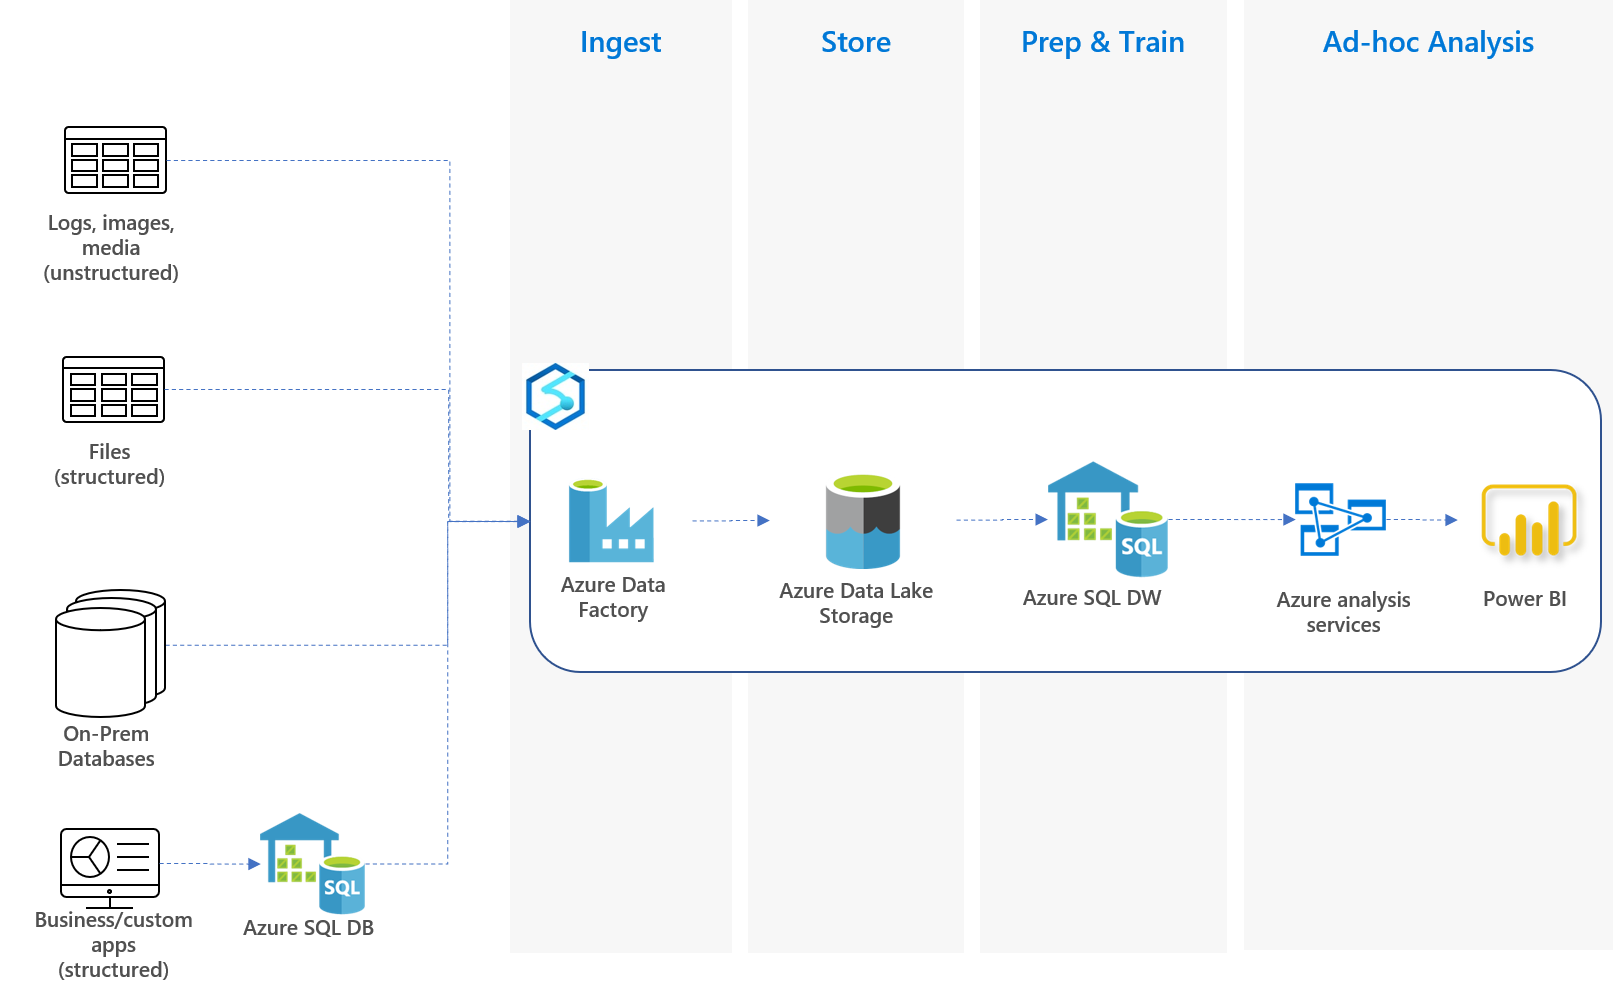 Ingest
Store
Prep & Train
Ad-hoc Analysis
Logs, images,
media
(unstructured)
Files
(structured)
On-Prem
Databases
Business/custom
apps
(structured)
SQL
Azure SQL DB
Azure Data
Factory
Azure Data Lake
Storage
SQL
Azure SQL DW
Azure analysis
services
Power BI